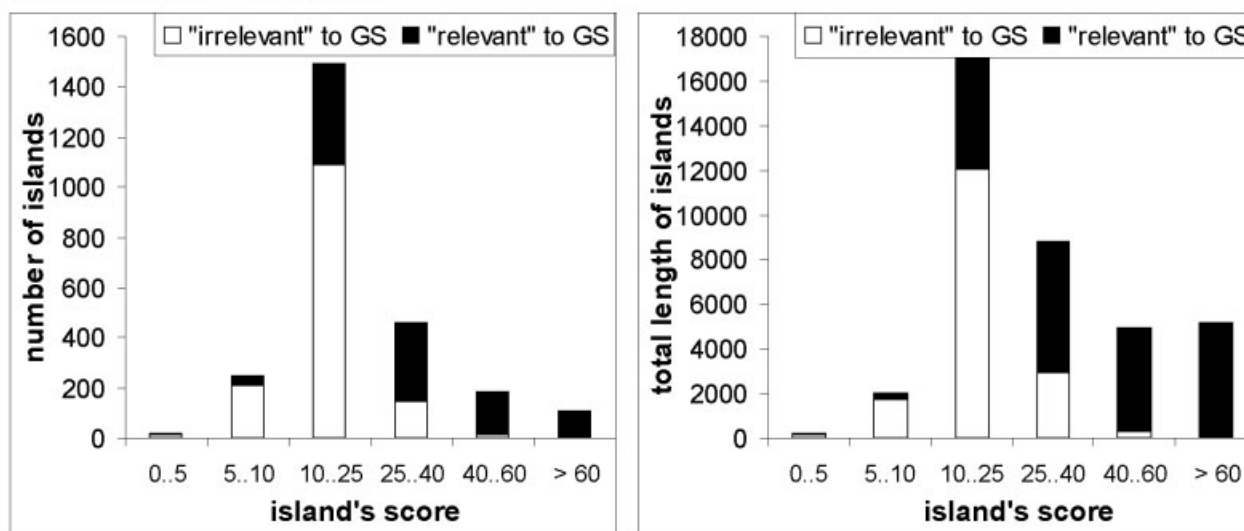 "irrelevant" to GS "relevant" to GS
1600
1400
1200
1000
800
600
400
200
0
number of islands
0..5 5..10 10..25 25..40 40..60 > 60
island's score
"irrelevant" to GS "relevant" to GS
18000
16000
14000
12000
10000
8000
6000
4000
2000
0
total length of islands
0..5 5..10 10..25 25..40 40..60 > 60
island's score